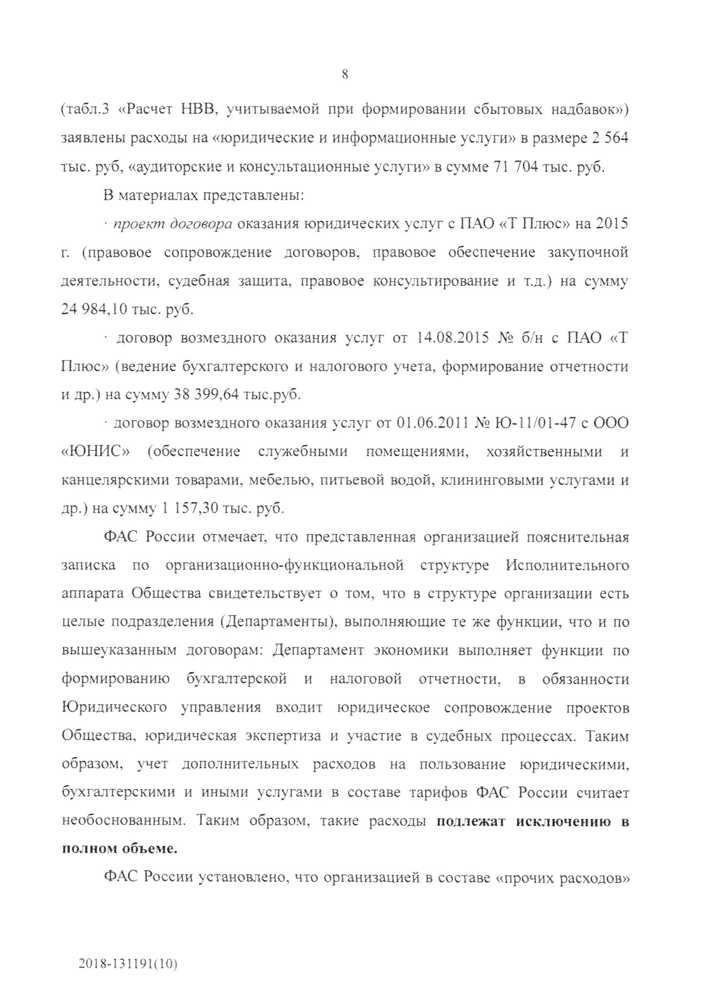 8
(табл.3 «Расчет НВВ, учитываемой при формировании сбытовых надбавок»)
заявлены расходы на «юридические и информационные услуги» в размере 2 564
тыс. руб, «аудиторские и консультационные услуги» в сумме 71 704 тыс. руб.
В материалах представлены:
· проект договора оказания юридических услуг с ПАО «Т Плюс» на 2015
г. (правовое сопровождение договоров, правовое обеспечение закупочной
деятельности, судебная защита, правовое консультирование и т.д.) на сумму
24 984,10 тыс. руб.
· договор возмездного оказания услуг от 14.08.2015 № б/н с ПАО «Т
Плюс» (ведение бухгалтерского и налогового учета, формирование отчетности
и др.) на сумму 38 399,64 тыс.руб.
· договор возмездного оказания услуг от 01.06.2011 № Ю-11/01-47 с ООО
«ЮНИС» (обеспечение служебными помещениями, хозяйственными и
канцелярскими товарами, мебелью, питьевой водой, клининговыми услугами и
др.) на сумму 1 157,30 тыс. руб.
ФАС России отмечает, что представленная организацией пояснительная
записка по организационно-функциональной структуре Исполнительного
аппарата Общества свидетельствует о том, что в структуре организации есть
целые подразделения (Департаменты), выполняющие те же функции, что и по
вышеуказанным договорам: Департамент экономики выполняет функции по
формированию бухгалтерской и налоговой отчетности, в обязанности
Юридического управления входит юридическое сопровождение проектов
Общества, юридическая экспертиза и участие в судебных процессах. Таким
образом, учет дополнительных расходов на пользование юридическими,
бухгалтерскими и иными услугами в составе тарифов ФАС России считает
необоснованным. Таким образом, такие расходы подлежат исключению в
полном объеме.
ФАС России установлено, что организацией в составе «прочих расходов»
2018-131191(10)